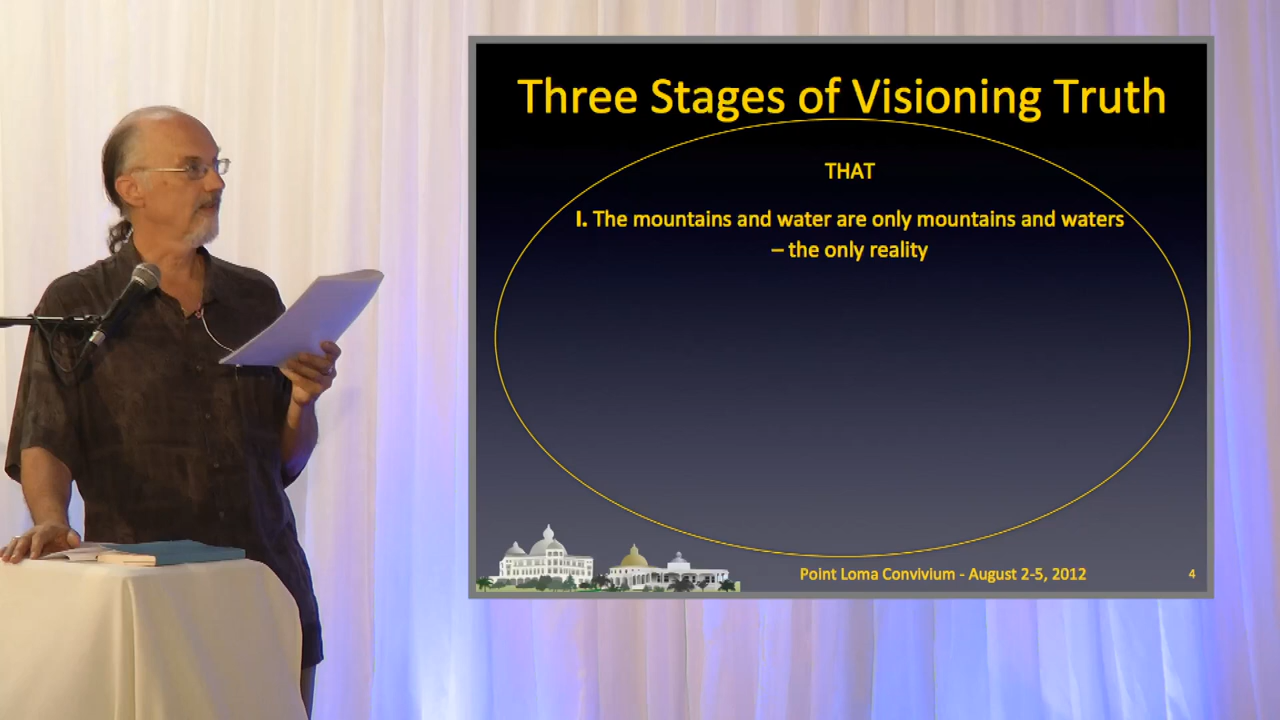 Three Stages of Visioning Truth
THAT
I. The mountains and water are only mountains and waters
– the only reality
Point Loma Convivium - August 2-5, 2012
4